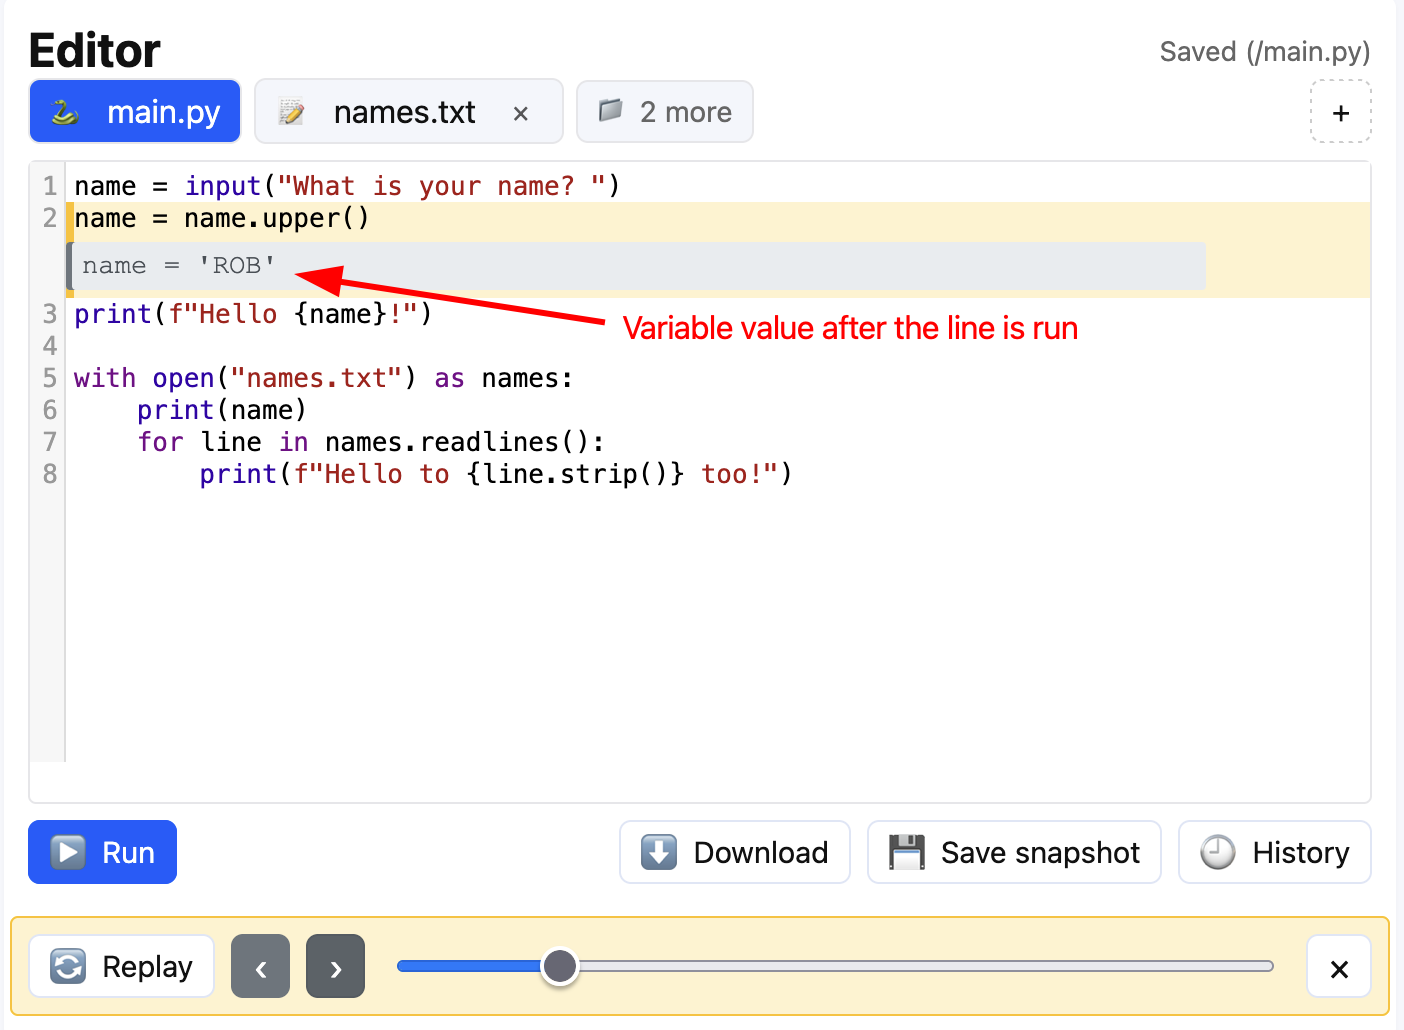 Editor
Saved (/main.py)
main.py
names.txt ×
2 more
+
1 name = input("What is your name? ")
2 name = name.upper()
name = 'ROB'
3 print(f"Hello {name}!")
Variable value after the line is run
4
5 with open("names.txt") as names:
6     print(name)
7     for line in names.readlines():
8         print(f"Hello to {line.strip()} too!")
Run
Download
Save snapshot
History
Replay
‹
›
×